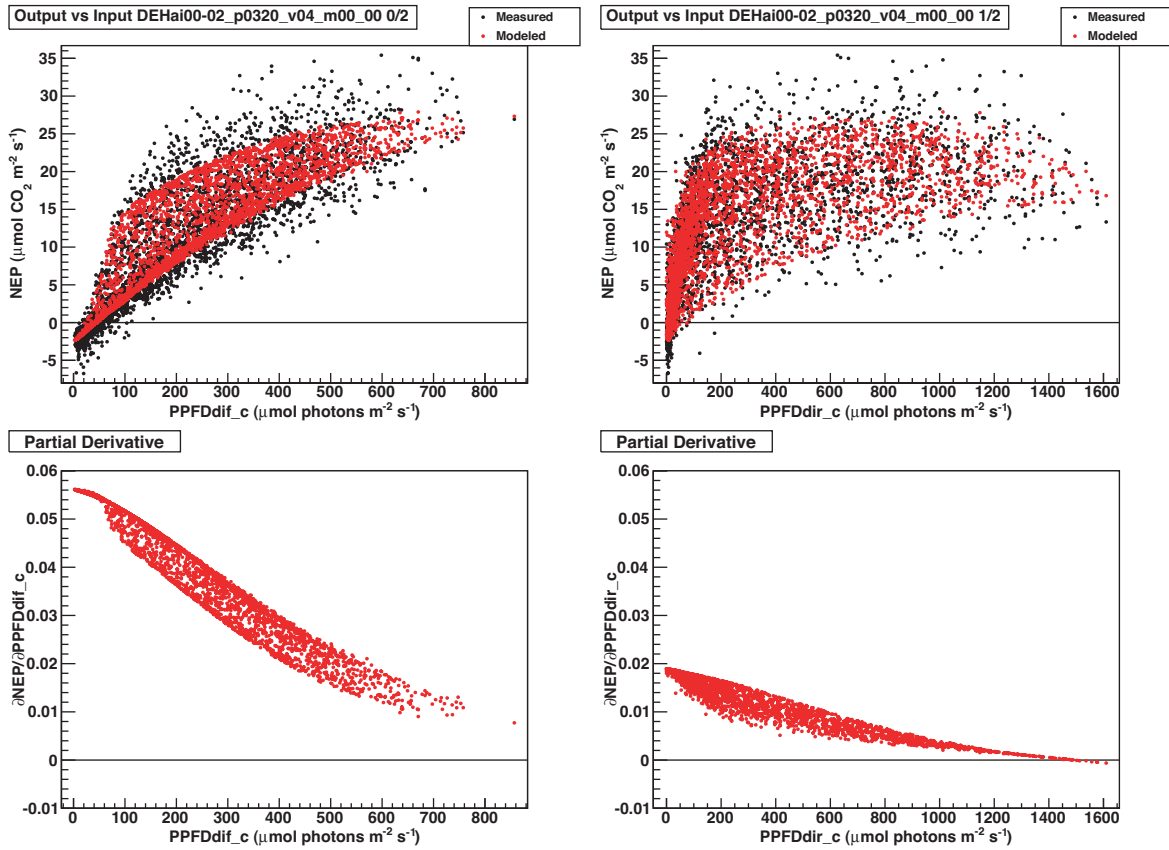 Output vs Input DEHai00-02_p0320_v04_m00_00 0/2
Measured
Modeled
NEP (μmol CO2 m-2 s-1)
35
30
25
20
15
10
5
0
-5
0 100 200 300 400 500 600 700 800
PPFDdif_c (μmol photons m-2 s-1)
Output vs Input DEHai00-02_p0320_v04_m00_00 1/2
Measured
Modeled
NEP (μmol CO2 m-2 s-1)
35
30
25
20
15
10
5
0
-5
0 200 400 600 800 1000 1200 1400 1600
PPFDdir_c (μmol photons m-2 s-1)
Partial Derivative
∂NEP/∂PPFDdif_c
0.06
0.05
0.04
0.03
0.02
0.01
0
-0.01
0 100 200 300 400 500 600 700 800
PPFDdif_c (μmol photons m-2 s-1)
Partial Derivative
∂NEP/∂PPFDdir_c
0.06
0.05
0.04
0.03
0.02
0.01
0
-0.01
0 200 400 600 800 1000 1200 1400 1600
PPFDdir_c (μmol photons m-2 s-1)